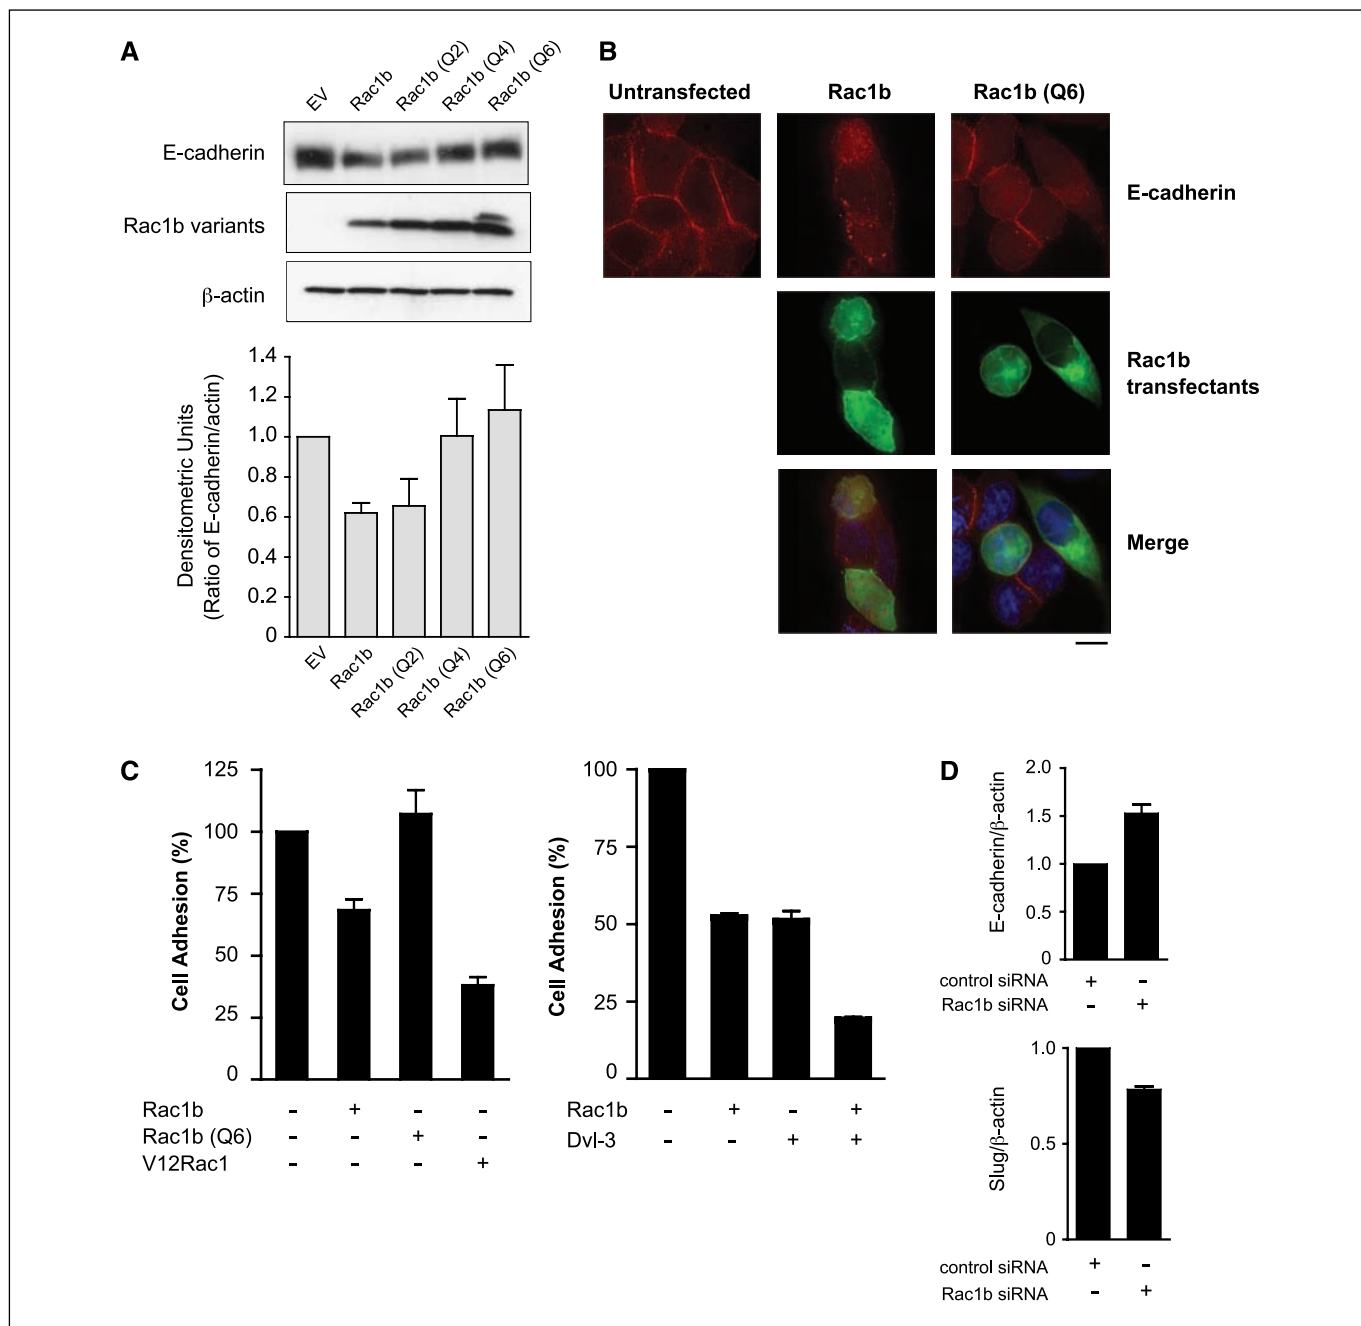 A
EV
Rac1b
Rac1b (Q2)
Rac1b (Q4)
Rac1b (Q6)
E-cadherin
Rac1b variants
β-actin
Densitometric Units
(Ratio of E-cadherin/actin)
1.4
1.2
1.0
0.8
0.6
0.4
0.2
0
EV
Rac1b
Rac1b (Q2)
Rac1b (Q4)
Rac1b (Q6)
B
Untransfected Rac1b Rac1b (Q6)
E-cadherin
Rac1b
transfectants
Merge
C
Cell Adhesion (%)
125
100
75
50
25
0
Rac1b - + - -
Rac1b (Q6) - - + -
V12Rac1 - - - +
Cell Adhesion (%)
100
75
50
25
0
Rac1b - + - +
Dvl-3 - - + +
D
E-cadherin/β-actin
2.0
1.5
1.0
0.5
0
control siRNA + -
Rac1b siRNA - +
Slug/β-actin
1.0
0.5
0
control siRNA + -
Rac1b siRNA - +